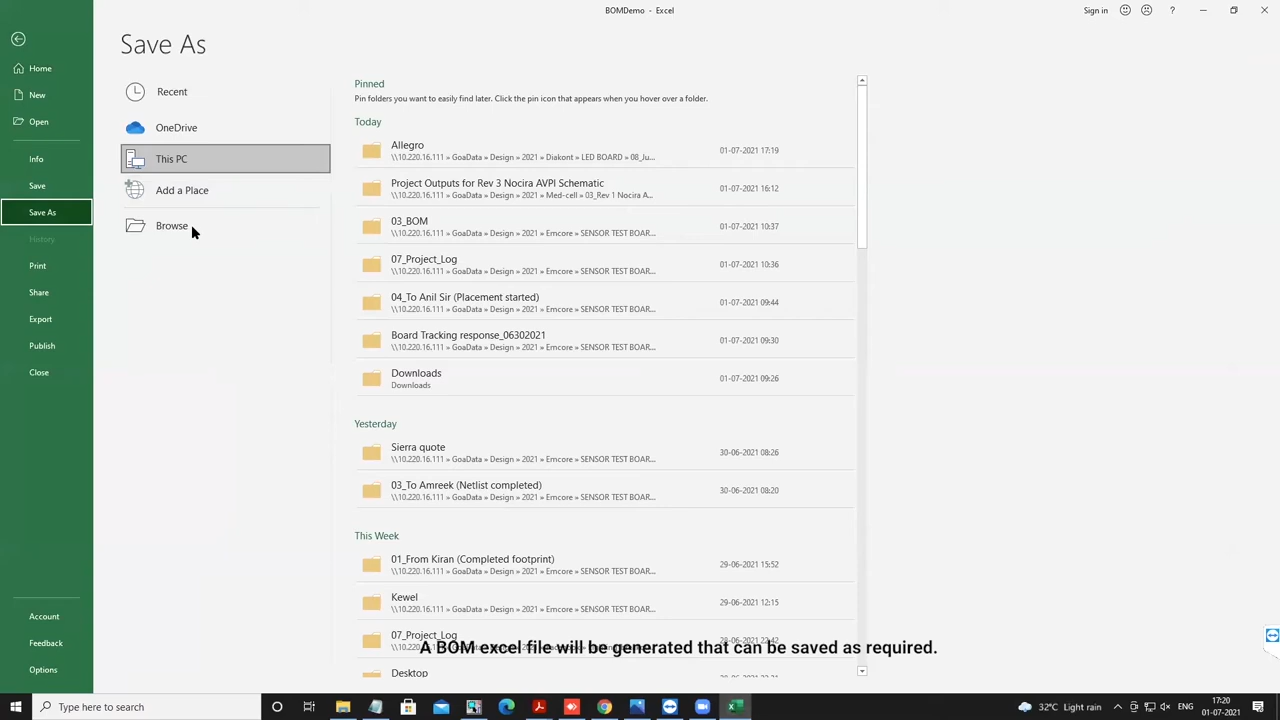 BOMDemo - Excel
Sign in
?
Save As
Home
New
Open
Info
Save
Save As
History
Print
Share
Export
Publish
Close
Account
Feedback
Options
Recent
OneDrive
This PC
Add a Place
Browse
Pinned
Pin folders you want to easily find later. Click the pin icon that appears when you hover over a folder.
Today
Allegro 01-07-2021 17:19
\\10.220.16.111 » GoaData » Design » 2021 » Diakont » LED BOARD » 08_Ju...
Project Outputs for Rev 3 Nocira AVPI Schematic 01-07-2021 16:12
\\10.220.16.111 » GoaData » Design » 2021 » Med-cell » 03_Rev 1 Nocira A...
03_BOM 01-07-2021 10:37
\\10.220.16.111 » GoaData » Design » 2021 » Emcore » SENSOR TEST BOAR...
07_Project_Log 01-07-2021 10:36
\\10.220.16.111 » GoaData » Design » 2021 » Emcore » SENSOR TEST BOAR...
04_To Anil Sir (Placement started) 01-07-2021 09:44
\\10.220.16.111 » GoaData » Design » 2021 » Emcore » SENSOR TEST BOAR...
Board Tracking response_06302021 01-07-2021 09:30
\\10.220.16.111 » GoaData » Design » 2021 » Emcore » SENSOR TEST BOAR...
Downloads 01-07-2021 09:26
Downloads
Yesterday
Sierra quote 30-06-2021 08:26
\\10.220.16.111 » GoaData » Design » 2021 » Emcore » SENSOR TEST BOAR...
03_To Amreek (Netlist completed) 30-06-2021 08:20
\\10.220.16.111 » GoaData » Design » 2021 » Emcore » SENSOR TEST BOAR...
This Week
01_From Kiran (Completed footprint) 29-06-2021 15:52
\\10.220.16.111 » GoaData » Design » 2021 » Emcore » SENSOR TEST BOAR...
Kewel 29-06-2021 12:15
\\10.220.16.111 » GoaData » Design » 2021 » Emcore » SENSOR TEST BOAR...
07_Project_Log
A BOM excel file will be generated that can be saved as required.
Desktop
Type here to search
32°C Light rain
ENG
17:20
01-07-2021